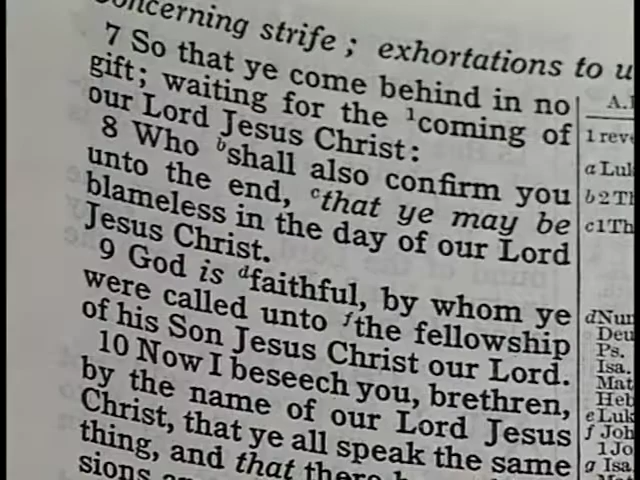 concerning strife; exhortations to u
7 So that ye come behind in no
gift; waiting for the 1coming of
our Lord Jesus Christ:
8 Who bshall also confirm you
unto the end, cthat ye may be
blameless in the day of our Lord
Jesus Christ.
9 God is dfaithful, by whom ye
were called unto fthe fellowship
of his Son Jesus Christ our Lord.
10 Now I beseech you, brethren,
by the name of our Lord Jesus
Christ, that ye all speak the same
thing, and that there
sions
A.
1 reve
a Luk
b 2 Th
c 1 Th
d Nun
Deu
Ps.
Isa.
Mat
Heb
e Luk
f Joh
1 Jo
g Isa